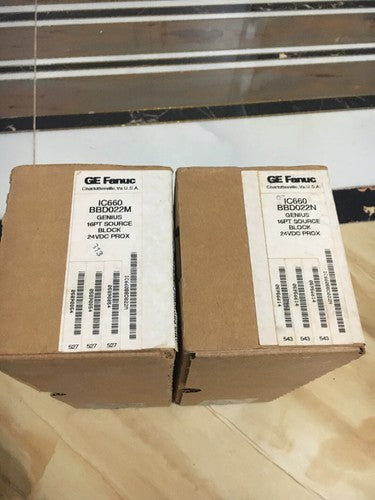 GE Fanuc
Charlottesville, Va. U.S.A.
IC660
BBD022M
GENIUS
16PT SOURCE
BLOCK
24VDC PROX
713
527 527 527
GE Fanuc
Charlottesville, Va. U.S.A.
IC660
BBD022N
GENIUS
16PT SOURCE
BLOCK
24VDC PROX
543 543 543